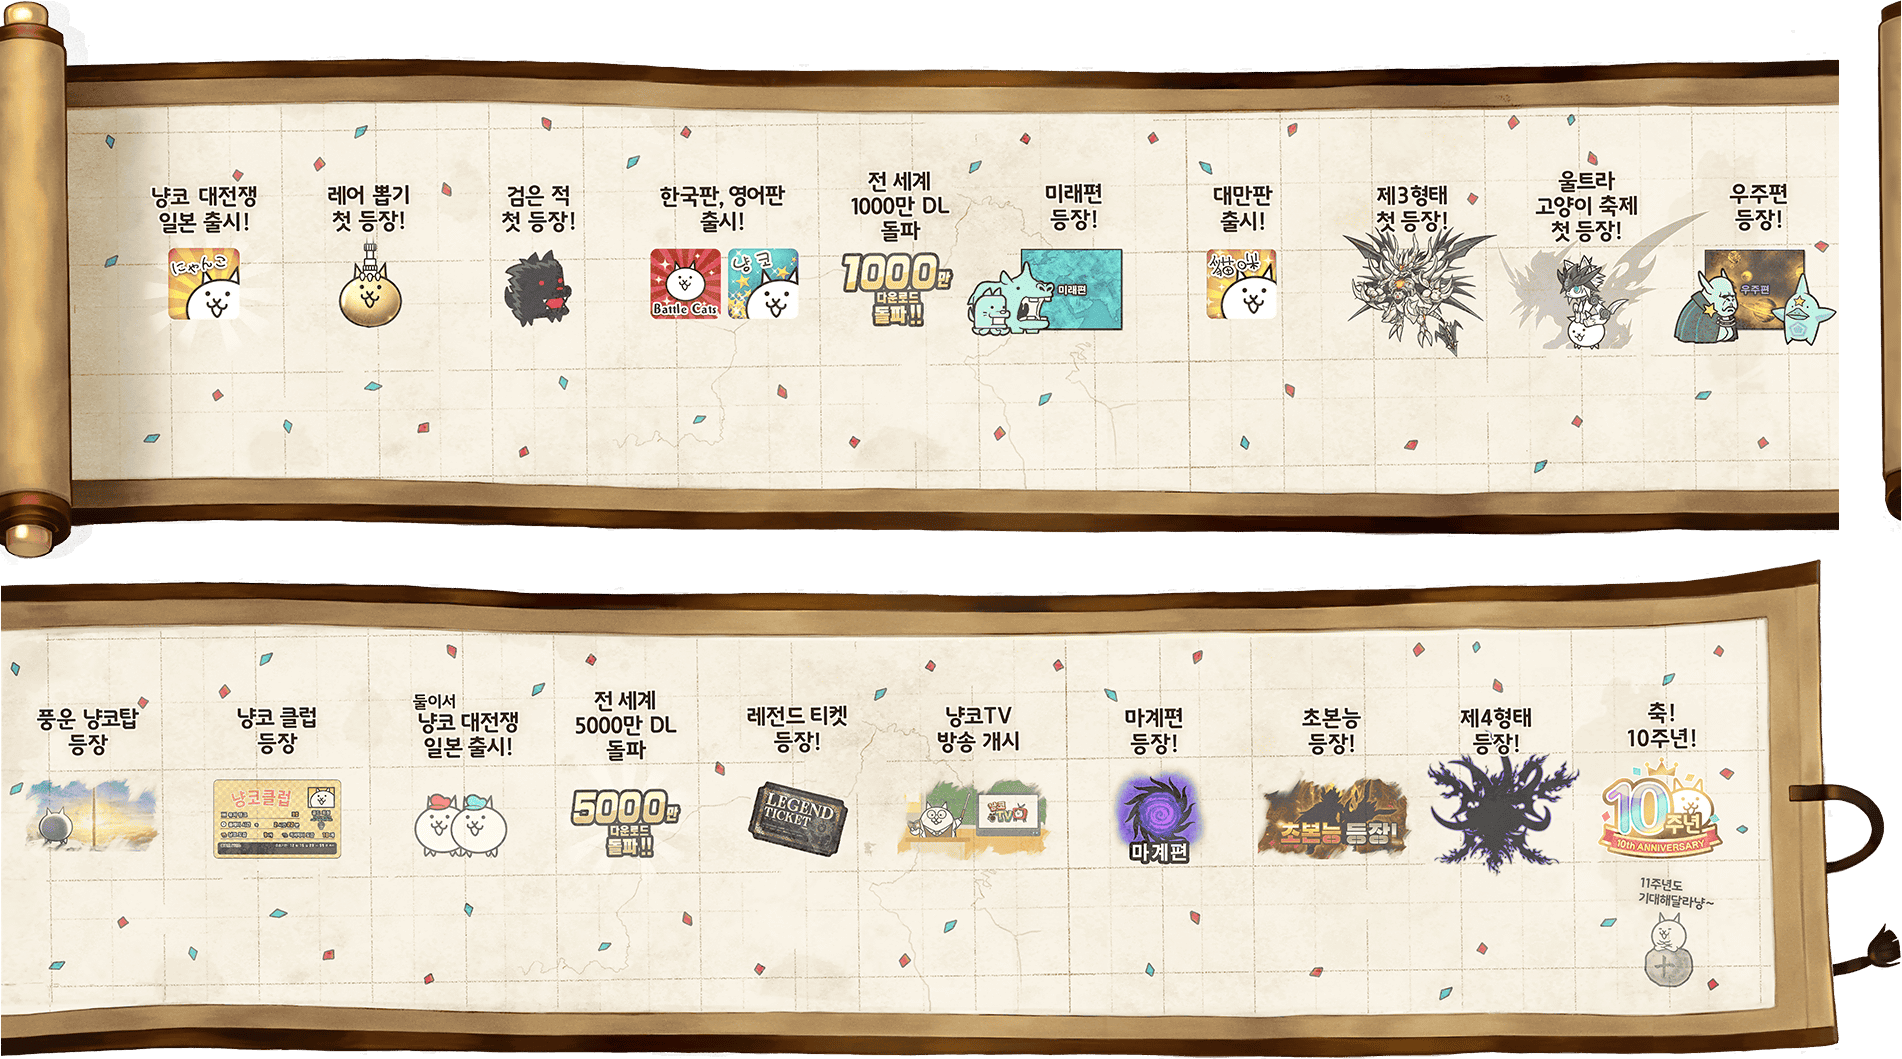 냥코 대전쟁
일본 출시!
にゃんこ
레어 뽑기
첫 등장!
검은 적
첫 등장!
한국판, 영어판
출시!
Battle Cats
냥코
전 세계
1000만 DL
돌파
1000만
다운로드
돌파!!
미래편
등장!
미래편
대만판
출시!
제3형태
첫 등장!
울트라
고양이 축제
첫 등장!
우주편
등장!
우주편
풍운 냥코탑
등장
냥코 클럽
등장
냥코클럽
둘이서
냥코 대전쟁
일본 출시!
전 세계
5000만 DL
돌파
5000만
다운로드
돌파!!
레전드 티켓
등장!
LEGEND
TICKET
냥코TV
방송 개시
냥코
TV
마계편
등장!
마계편
초본능
등장!
초본능 등장!
제4형태
등장!
축!
10주년!
10주년
10th ANNIVERSARY
11주년도
기대해달라냥~